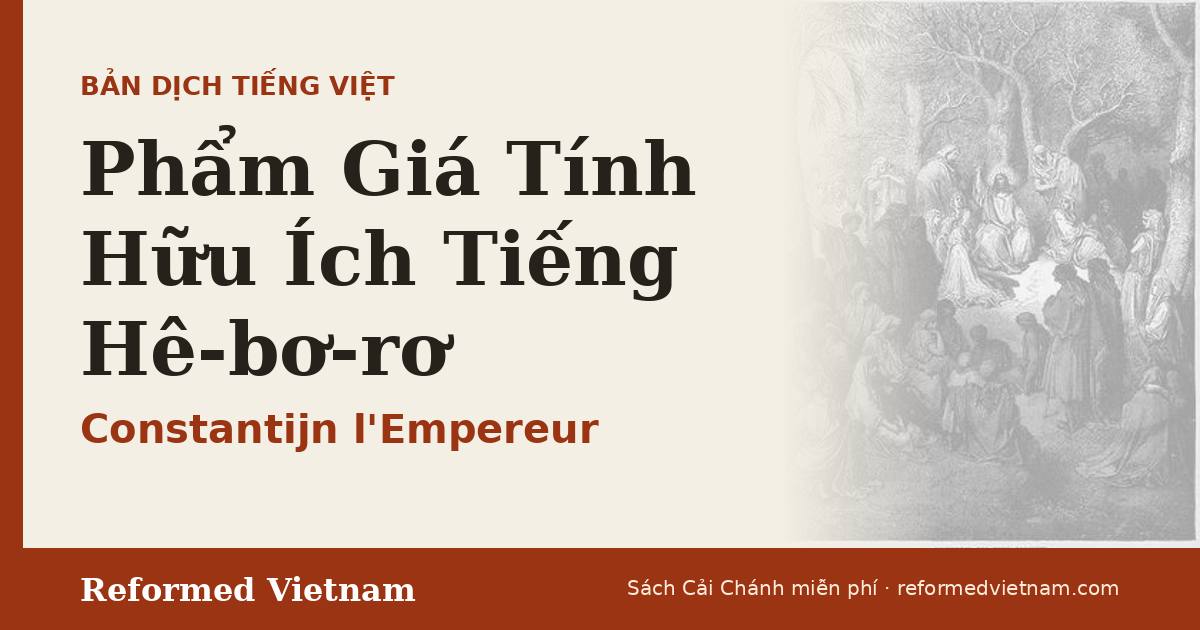 BẢN DỊCH TIẾNG VIỆT
Phẩm Giá Tính
Hữu Ích Tiếng
Hê-bơ-rơ
Constantijn l'Empereur
Reformed Vietnam
Sách Cải Chánh miễn phí · reformedvietnam.com